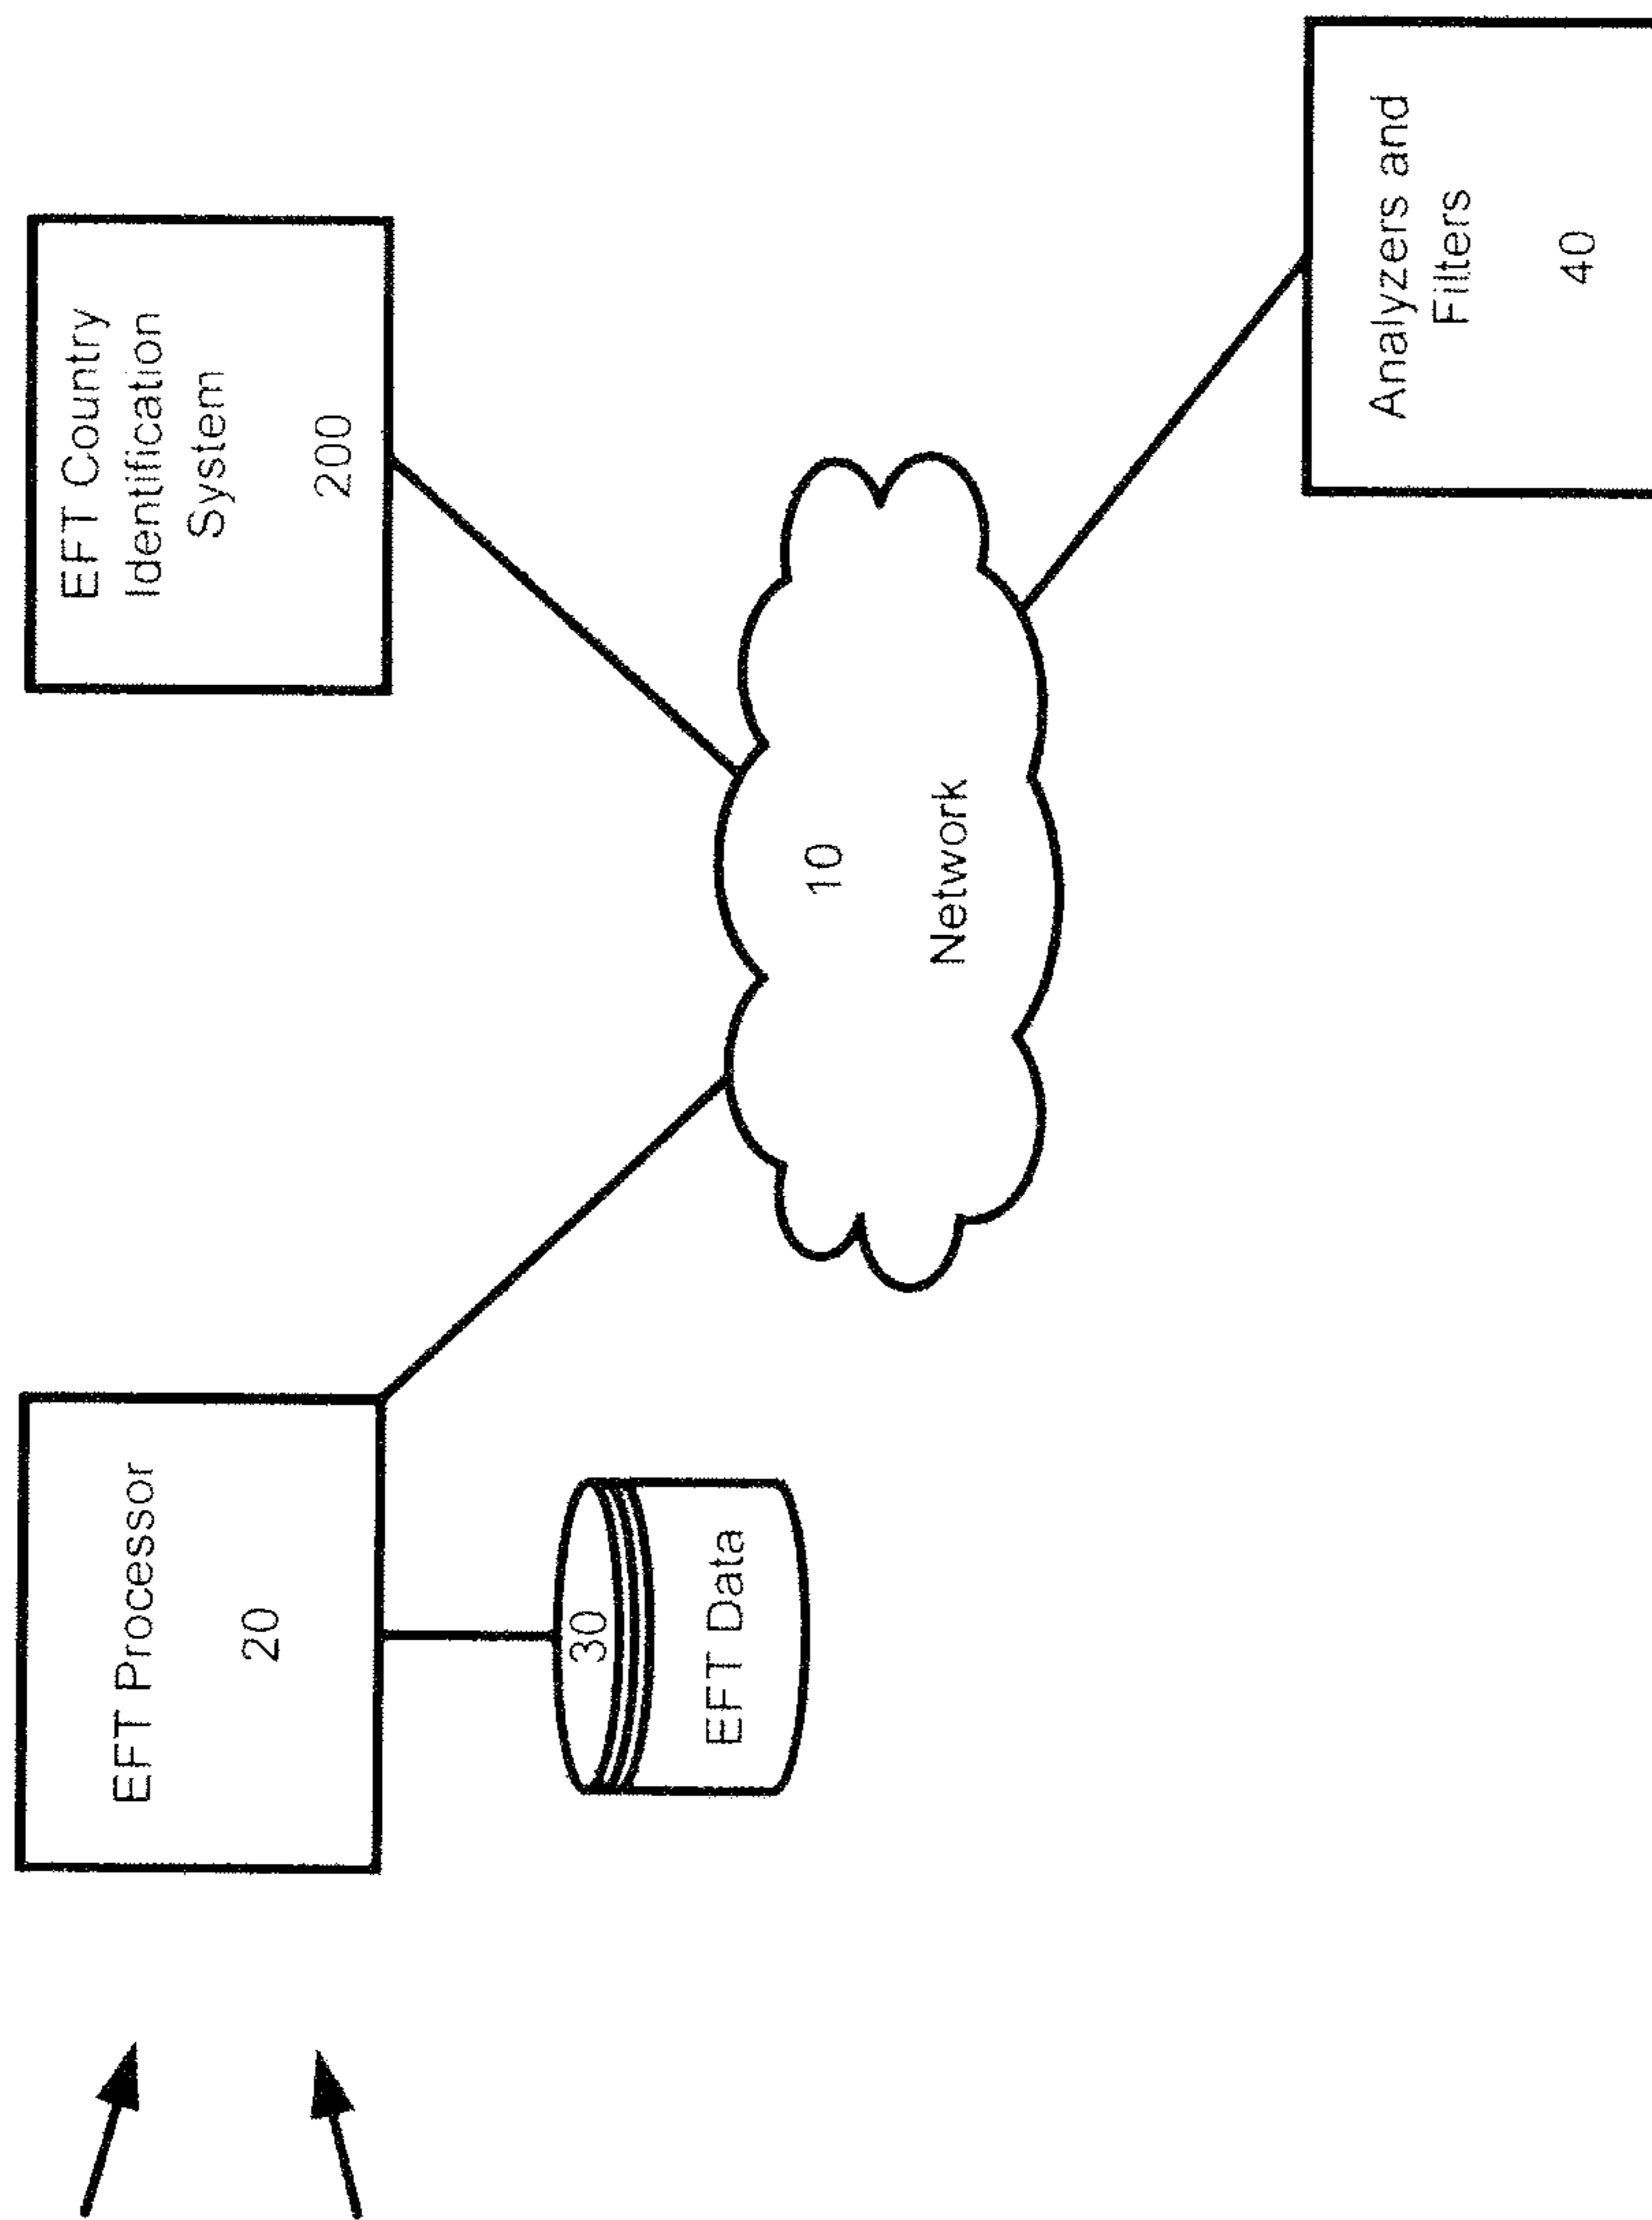 EFT Processor
20
30
EFT Data
EFT Country
Identification
System
200
10
Network
Analyzers and
Filters
40